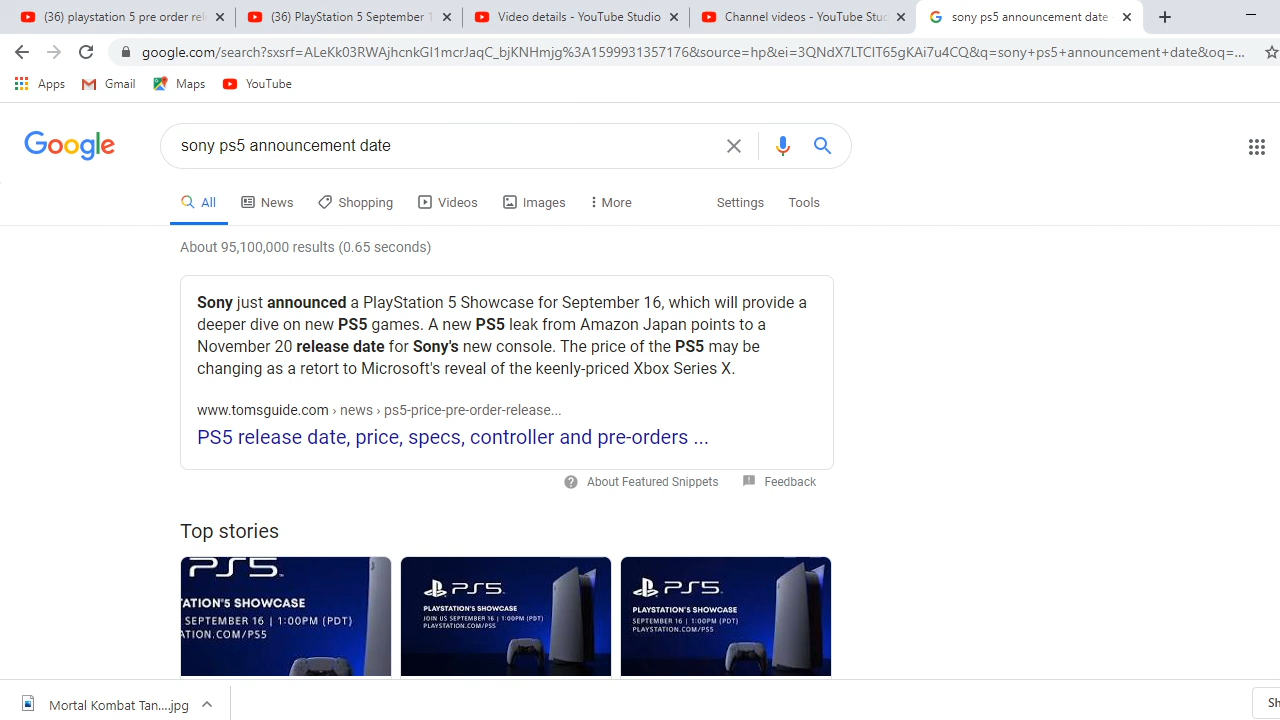 (36) playstation 5 pre order rel
(36) PlayStation 5 September 1
Video details - YouTube Studio
Channel videos - YouTube Stud
sony ps5 announcement date
google.com/search?sxsrf=ALeKk03RWAjhcnkGI1mcrJaqC_bjKNHmjg%3A1599931357176&source=hp&ei=3QNdX7LTCIT65gKAi7u4CQ&q=sony+ps5+announcement+date&oq=...
Apps Gmail Maps YouTube
Google
sony ps5 announcement date
All News Shopping Videos Images More Settings Tools
About 95,100,000 results (0.65 seconds)
Sony just announced a PlayStation 5 Showcase for September 16, which will provide a
deeper dive on new PS5 games. A new PS5 leak from Amazon Japan points to a
November 20 release date for Sony's new console. The price of the PS5 may be
changing as a retort to Microsoft's reveal of the keenly-priced Xbox Series X.
www.tomsguide.com › news › ps5-price-pre-order-release...
PS5 release date, price, specs, controller and pre-orders ...
About Featured Snippets Feedback
Top stories
PS5
TATION'S SHOWCASE
SEPTEMBER 16 | 1:00PM (PDT)
ATION.COM/PS5
PS5
PLAYSTATION'S SHOWCASE
JOIN US SEPTEMBER 16 | 1:00PM (PDT)
PLAYSTATION.COM/PS5
PS5
PLAYSTATION'S SHOWCASE
SEPTEMBER 16 | 1:00PM (PDT)
PLAYSTATION.COM/PS5
Mortal Kombat Tan....jpg
Sh